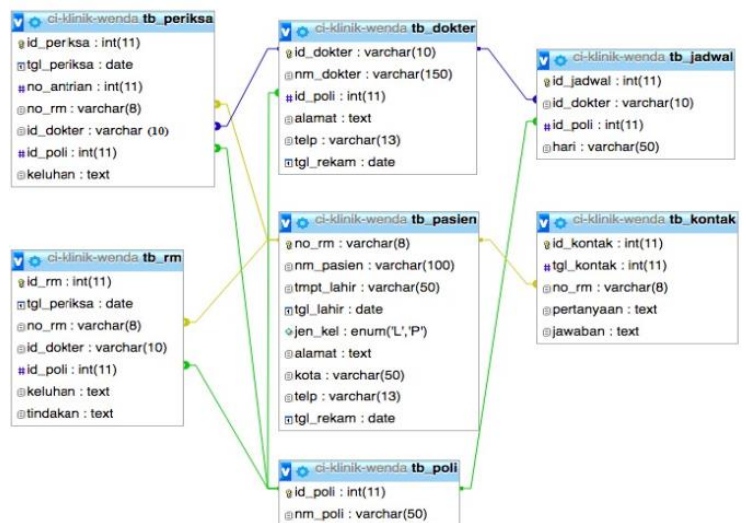 ci-klinik-wenda tb_periksa
id_periksa : int(11)
tgl_periksa : date
no_antrian : int(11)
no_rm : varchar(8)
id_dokter : varchar (10)
id_poli : int(11)
keluhan : text
ci-klinik-wenda tb_dokter
id_dokter : varchar(10)
nm_dokter : varchar(150)
id_poli : int(11)
alamat : text
telp : varchar(13)
tgl_rekam : date
ci-klinik-wenda tb_jadwal
id_jadwal : int(11)
id_dokter : varchar(10)
id_poli : int(11)
hari : varchar(50)
ci-klinik-wenda tb_rm
id_rm : int(11)
tgl_periksa : date
no_rm : varchar(8)
id_dokter : varchar(10)
id_poli : int(11)
keluhan : text
tindakan : text
ci-klinik-wenda tb_pasien
no_rm : varchar(8)
nm_pasien : varchar(100)
tmpt_lahir : varchar(50)
tgl_lahir : date
jen_kel : enum('L','P')
alamat : text
kota : varchar(50)
telp : varchar(13)
tgl_rekam : date
ci-klinik-wenda tb_kontak
id_kontak : int(11)
tgl_kontak : int(11)
no_rm : varchar(8)
pertanyaan : text
jawaban : text
ci-klinik-wenda tb_poli
id_poli : int(11)
nm_poli : varchar(50)